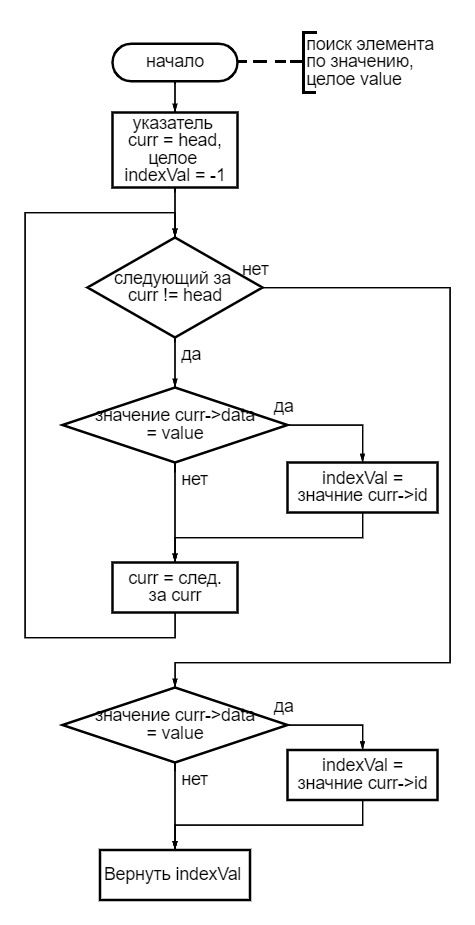 начало
поиск элемента
по значению,
целое value
указатель
curr = head,
целое
indexVal = -1
следующий за
curr != head
нет
да
значение curr->data
= value
да
нет
indexVal =
значние curr->id
curr = след.
за curr
значение curr->data
= value
да
нет
indexVal =
значние curr->id
Вернуть indexVal